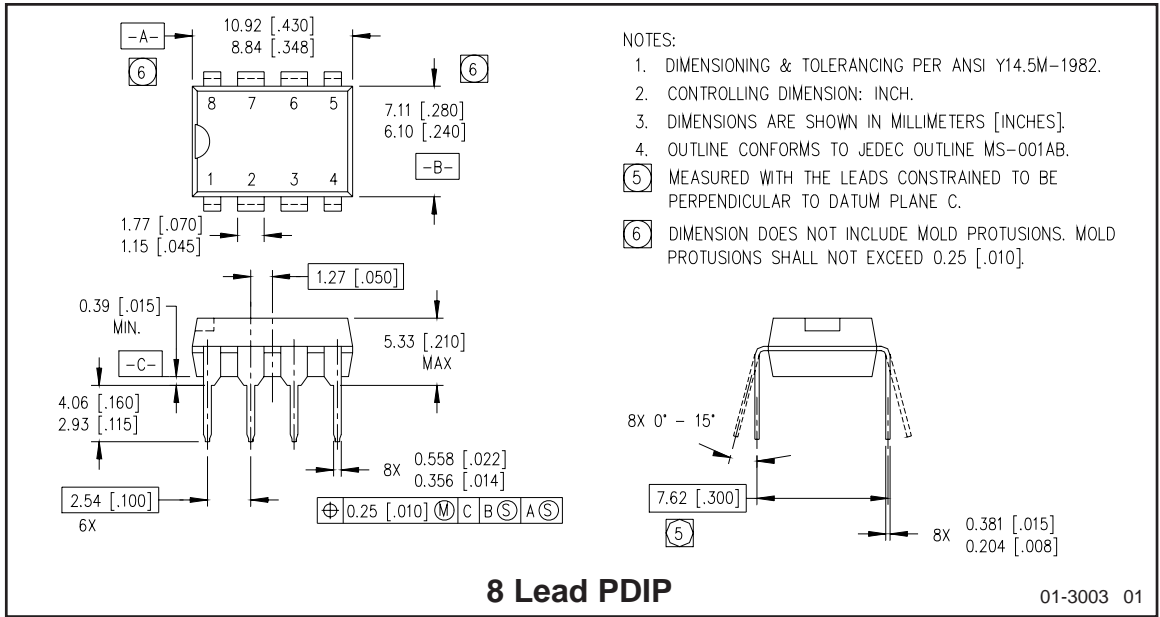 -A-
10.92 [.430]
8.84 [.348]
6
6
8 7 6 5
1 2 3 4
7.11 [.280]
6.10 [.240]
-B-
1.77 [.070]
1.15 [.045]
1.27 [.050]
0.39 [.015]
MIN.
-C-
5.33 [.210]
MAX
4.06 [.160]
2.93 [.115]
2.54 [.100]
6X
8X 0.558 [.022]
0.356 [.014]
⌖ 0.25 [.010] Ⓜ C B Ⓢ A Ⓢ
NOTES:
1. DIMENSIONING & TOLERANCING PER ANSI Y14.5M-1982.
2. CONTROLLING DIMENSION: INCH.
3. DIMENSIONS ARE SHOWN IN MILLIMETERS [INCHES].
4. OUTLINE CONFORMS TO JEDEC OUTLINE MS-001AB.
5 MEASURED WITH THE LEADS CONSTRAINED TO BE
PERPENDICULAR TO DATUM PLANE C.
6 DIMENSION DOES NOT INCLUDE MOLD PROTUSIONS. MOLD
PROTUSIONS SHALL NOT EXCEED 0.25 [.010].
8X 0° - 15°
7.62 [.300]
5
8X 0.381 [.015]
0.204 [.008]
8 Lead PDIP
01-3003 01